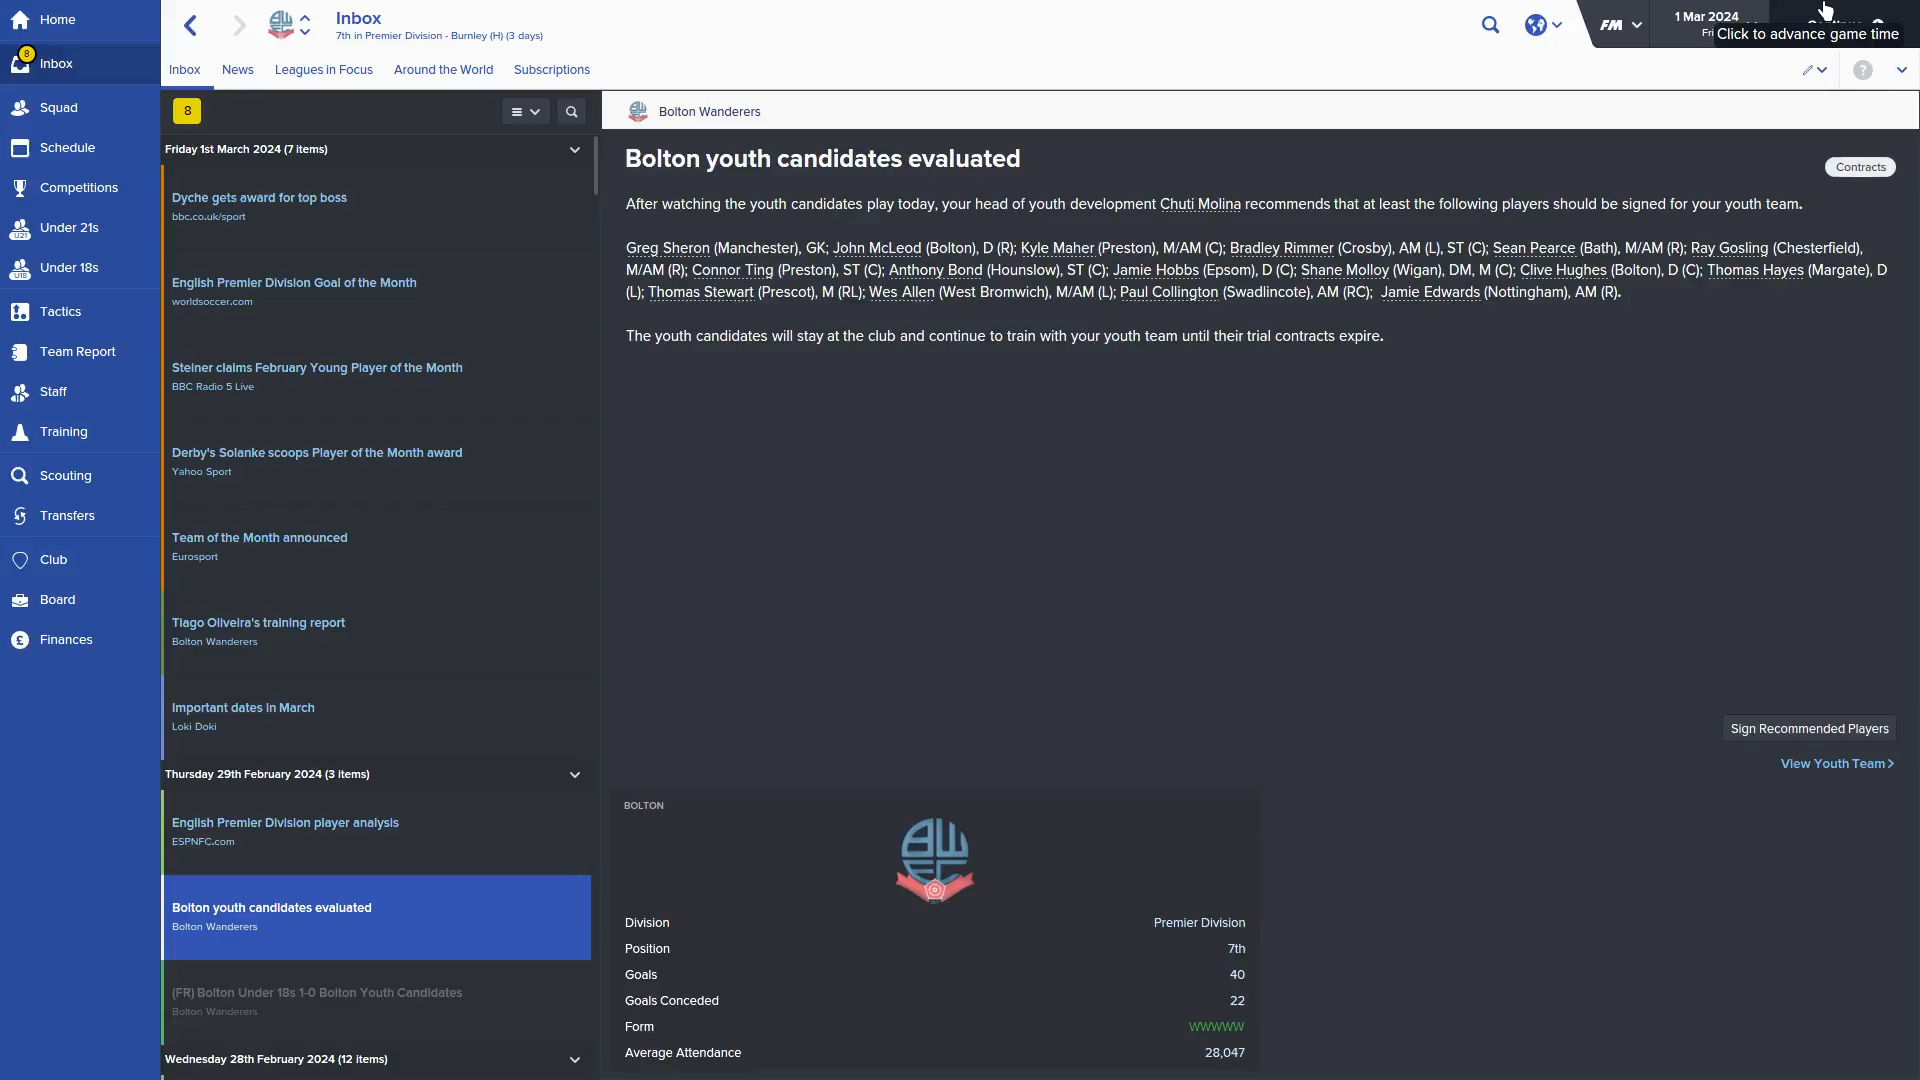 Home
8
Inbox
Squad
Schedule
Competitions
U21
Under 21s
U18
Under 18s
Tactics
Team Report
Staff
Training
Scouting
Transfers
Club
Board
£
Finances
Inbox
7th in Premier Division - Burnley (H) (3 days)
FM
1 Mar 2024
Fri
Click to advance game time
Inbox
News
Leagues in Focus
Around the World
Subscriptions
?
8
Friday 1st March 2024 (7 items)
Dyche gets award for top boss
bbc.co.uk/sport
English Premier Division Goal of the Month
worldsoccer.com
Steiner claims February Young Player of the Month
BBC Radio 5 Live
Derby's Solanke scoops Player of the Month award
Yahoo Sport
Team of the Month announced
Eurosport
Tiago Oliveira's training report
Bolton Wanderers
Important dates in March
Loki Doki
Thursday 29th February 2024 (3 items)
English Premier Division player analysis
ESPNFC.com
Bolton youth candidates evaluated
Bolton Wanderers
(FR) Bolton Under 18s 1-0 Bolton Youth Candidates
Bolton Wanderers
Wednesday 28th February 2024 (12 items)
Bolton Wanderers
Bolton youth candidates evaluated
Contracts
After watching the youth candidates play today, your head of youth development Chuti Molina recommends that at least the following players should be signed for your youth team.
Greg Sheron (Manchester), GK; John McLeod (Bolton), D (R); Kyle Maher (Preston), M/AM (C); Bradley Rimmer (Crosby), AM (L), ST (C); Sean Pearce (Bath), M/AM (R); Ray Gosling (Chesterfield),
M/AM (R); Connor Ting (Preston), ST (C); Anthony Bond (Hounslow), ST (C); Jamie Hobbs (Epsom), D (C); Shane Molloy (Wigan), DM, M (C); Clive Hughes (Bolton), D (C); Thomas Hayes (Margate), D
(L); Thomas Stewart (Prescot), M (RL); Wes Allen (West Bromwich), M/AM (L); Paul Collington (Swadlincote), AM (RC);  Jamie Edwards (Nottingham), AM (R).
The youth candidates will stay at the club and continue to train with your youth team until their trial contracts expire.
Sign Recommended Players
View Youth Team
BOLTON
Division Premier Division
Position 7th
Goals 40
Goals Conceded 22
Form WWWWW
Average Attendance 28,047